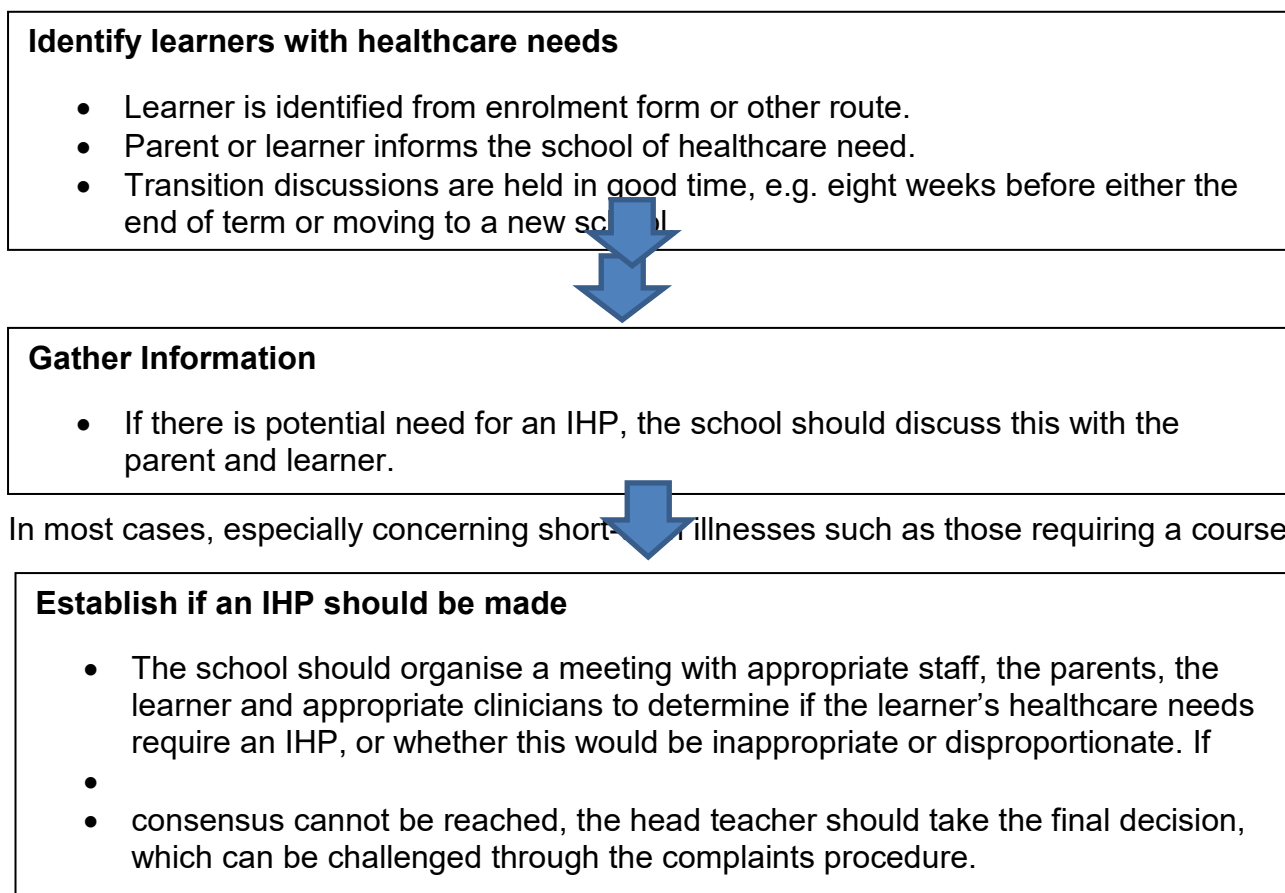 Identify learners with healthcare needs
• Learner is identified from enrolment form or other route.
• Parent or learner informs the school of healthcare need.
• Transition discussions are held in good time, e.g. eight weeks before either the
end of term or moving to a new
Gather Information
• If there is potential need for an IHP, the school should discuss this with the
parent and learner.
In most cases, especially concerning illnesses such as those requiring a course
Establish if an IHP should be made
• The school should organise a meeting with appropriate staff, the parents, the
learner and appropriate clinicians to determine if the learner’s healthcare needs
require an IHP, or whether this would be inappropriate or disproportionate. If
•
• consensus cannot be reached, the head teacher should take the final decision,
which can be challenged through the complaints procedure.